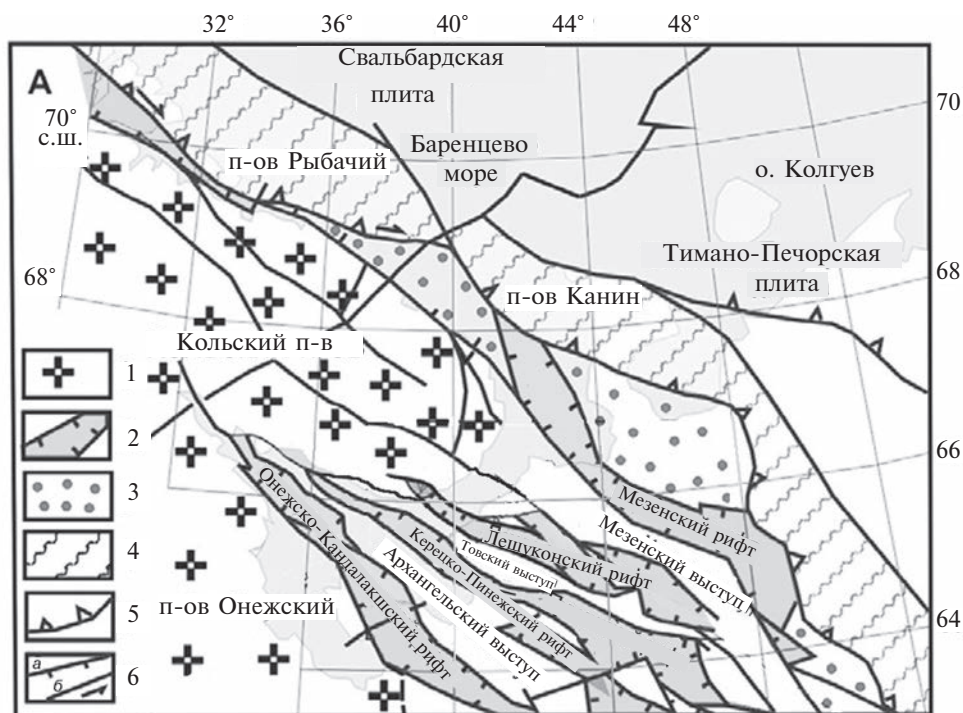 32° 36° 40° 44° 48°
А
Свальбардская
плита
70°
с.ш.
70
Баренцево
море
п-ов Рыбачий
о. Колгуев
Тимано-Печорская
плита
68°
68
п-ов Канин
Кольский п-в
1
2
66
3
Онежско-Кандалакшский рифт
Керецко-Пинежский рифт
Лешуконский рифт
Товский выступ
Мезенский рифт
Мезенский выступ
Архангельский выступ
4
5
п-ов Онежский
64
а
б
6